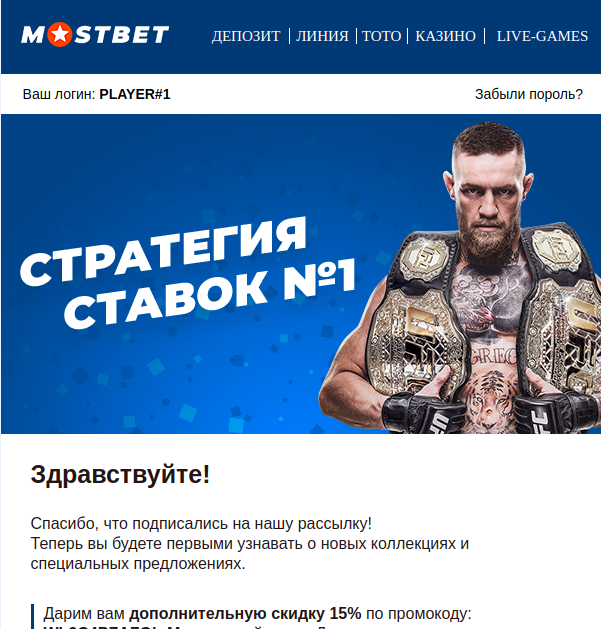 MOSTBET
ДЕПОЗИТ | ЛИНИЯ | ТОТО | КАЗИНО | LIVE-GAMES
Ваш логин: PLAYER#1
Забыли пороль?
СТРАТЕГИЯ
СТАВОК №1
GREG
UFC
Здравствуйте!
Спасибо, что подписались на нашу рассылку!
Теперь вы будете первыми узнавать о новых коллекциях и
специальных предложениях.
Дарим вам дополнительную скидку 15% по промокоду: